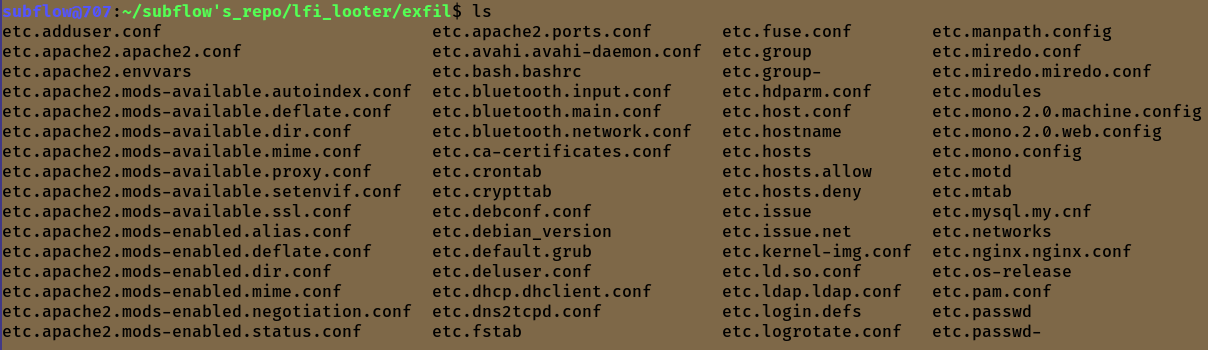 subflow@707:~/subflow's_repo/lfi_looter/exfil$ ls
etc.adduser.conf etc.apache2.ports.conf etc.fuse.conf etc.manpath.config
etc.apache2.apache2.conf etc.avahi.avahi-daemon.conf etc.group etc.miredo.conf
etc.apache2.envvars etc.bash.bashrc etc.group- etc.miredo.miredo.conf
etc.apache2.mods-available.autoindex.conf etc.bluetooth.input.conf etc.hdparm.conf etc.modules
etc.apache2.mods-available.deflate.conf etc.bluetooth.main.conf etc.host.conf etc.mono.2.0.machine.config
etc.apache2.mods-available.dir.conf etc.bluetooth.network.conf etc.hostname etc.mono.2.0.web.config
etc.apache2.mods-available.mime.conf etc.ca-certificates.conf etc.hosts etc.mono.config
etc.apache2.mods-available.proxy.conf etc.crontab etc.hosts.allow etc.motd
etc.apache2.mods-available.setenvif.conf etc.crypttab etc.hosts.deny etc.mtab
etc.apache2.mods-available.ssl.conf etc.debconf.conf etc.issue etc.mysql.my.cnf
etc.apache2.mods-enabled.alias.conf etc.debian_version etc.issue.net etc.networks
etc.apache2.mods-enabled.deflate.conf etc.default.grub etc.kernel-img.conf etc.nginx.nginx.conf
etc.apache2.mods-enabled.dir.conf etc.deluser.conf etc.ld.so.conf etc.os-release
etc.apache2.mods-enabled.mime.conf etc.dhcp.dhclient.conf etc.ldap.ldap.conf etc.pam.conf
etc.apache2.mods-enabled.negotiation.conf etc.dns2tcpd.conf etc.login.defs etc.passwd
etc.apache2.mods-enabled.status.conf etc.fstab etc.logrotate.conf etc.passwd-